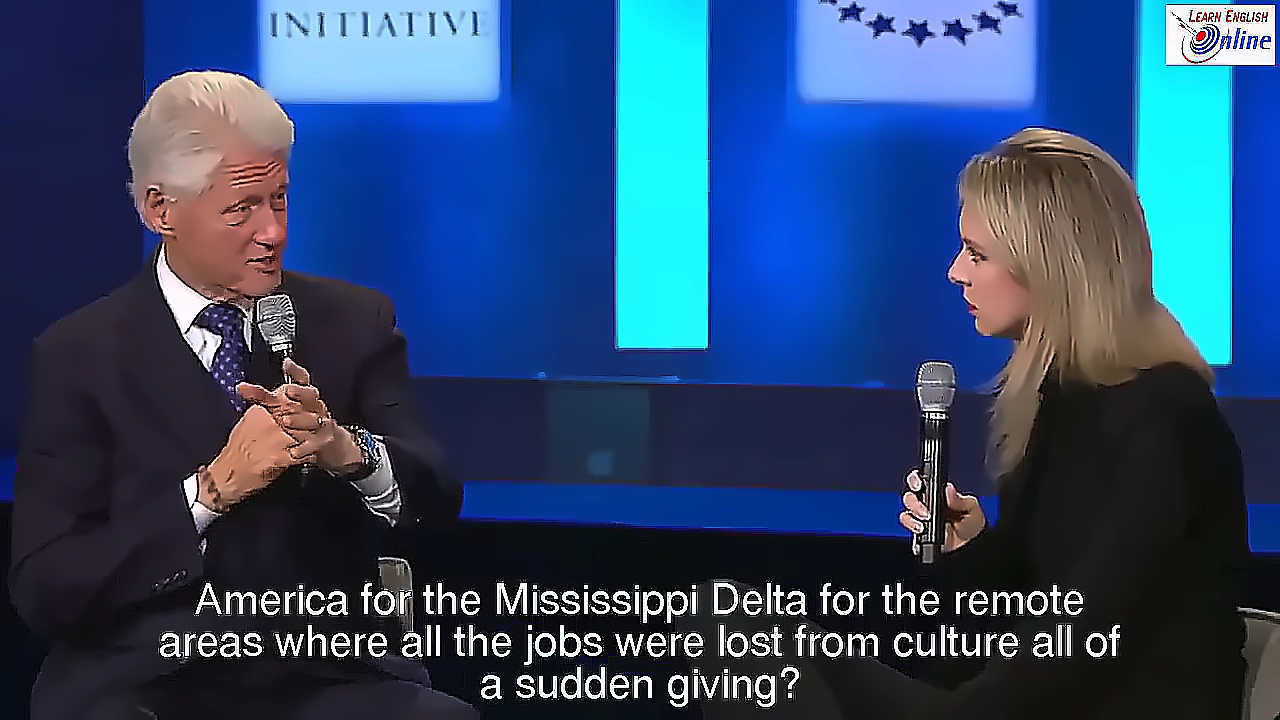 INITIATIVE
LEARN ENGLISH
Online
America for the Mississippi Delta for the remote
areas where all the jobs were lost from culture all of
a sudden giving?